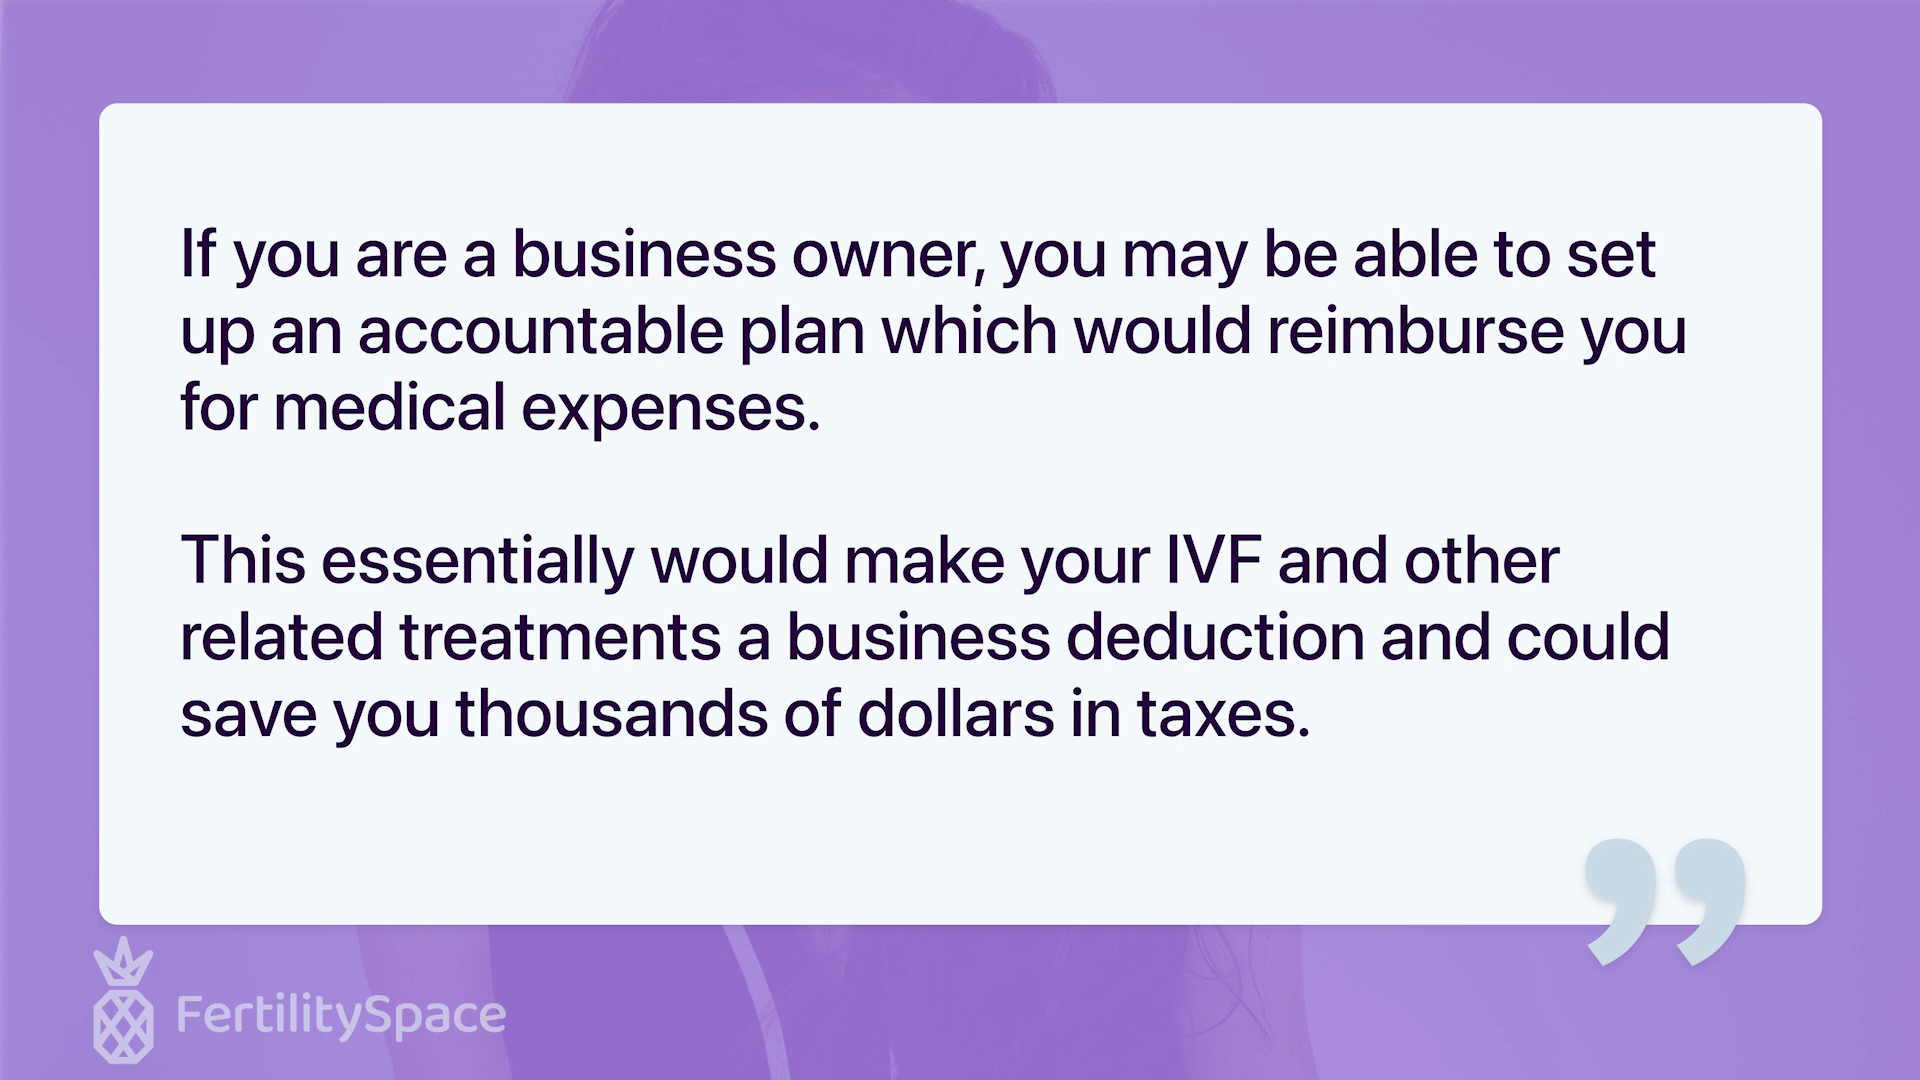 If you are a business owner, you may be able to set
up an accountable plan which would reimburse you
for medical expenses.
This essentially would make your IVF and other
related treatments a business deduction and could
save you thousands of dollars in taxes.
”
FertilitySpace